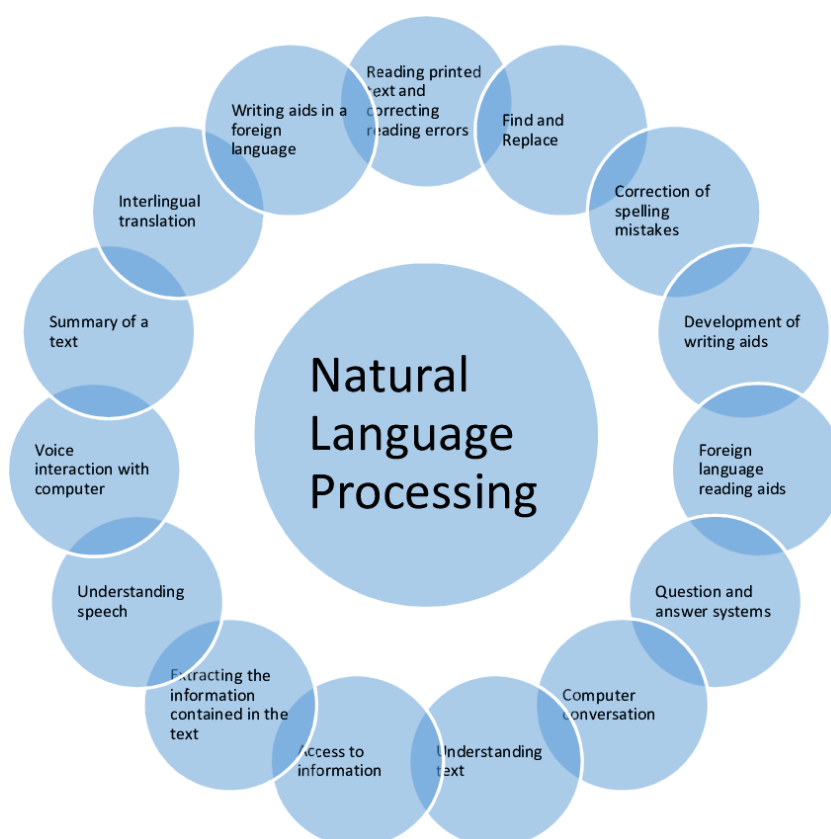 Natural
Language
Processing
Reading printed
text and
correcting
reading errors
Find and
Replace
Correction of
spelling
mistakes
Development of
writing aids
Foreign
language
reading aids
Question and
answer systems
Computer
conversation
Understanding
text
Access to
information
Extracting the
information
contained in the
text
Understanding
speech
Voice
interaction with
computer
Summary of a
text
Interlingual
translation
Writing aids in a
foreign
language